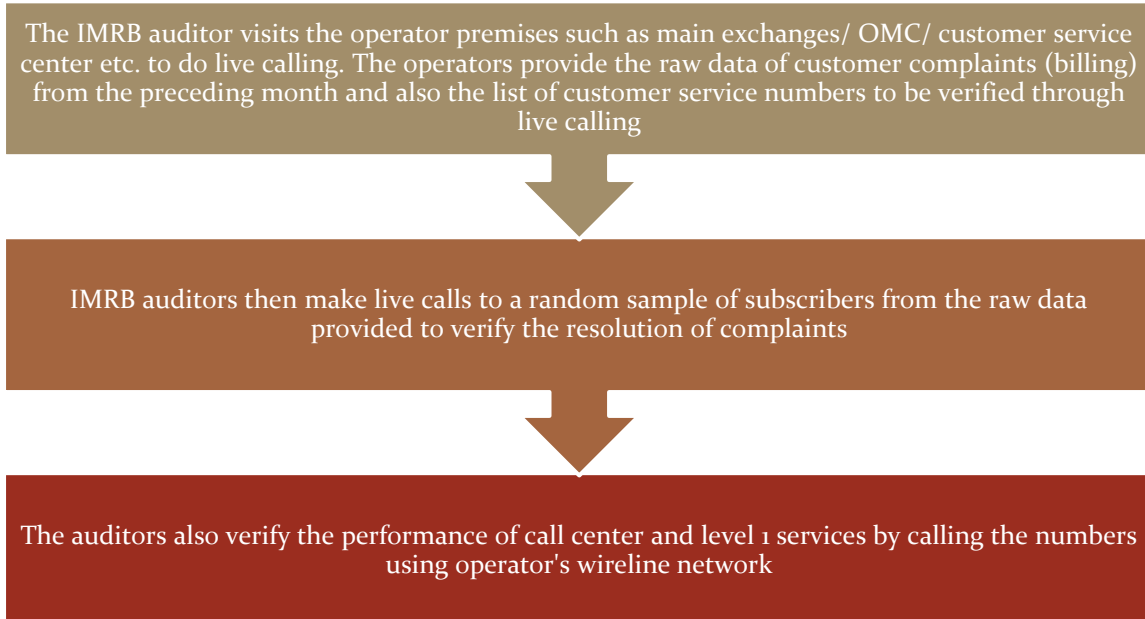 The IMRB auditor visits the operator premises such as main exchanges/ OMC/ customer service
center etc. to do live calling. The operators provide the raw data of customer complaints (billing)
from the preceding month and also the list of customer service numbers to be verified through
live calling
IMRB auditors then make live calls to a random sample of subscribers from the raw data
provided to verify the resolution of complaints
The auditors also verify the performance of call center and level 1 services by calling the numbers
using operator's wireline network